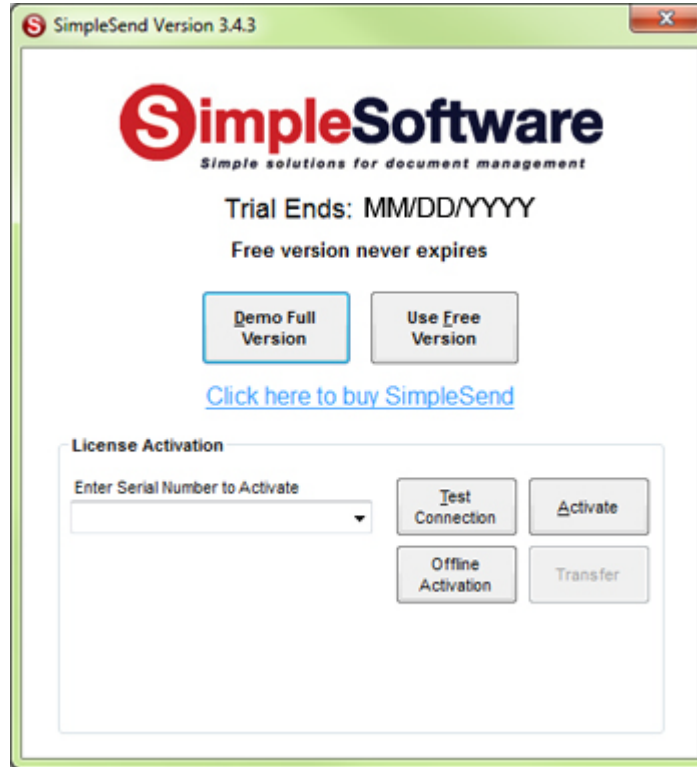 SimpleSend Version 3.4.3
SimpleSoftware
Simple solutions for document management
Trial Ends: MM/DD/YYYY
Free version never expires
Demo Full
Version
Use Free
Version
Click here to buy SimpleSend
License Activation
Enter Serial Number to Activate
Test
Connection
Activate
Offline
Activation
Transfer